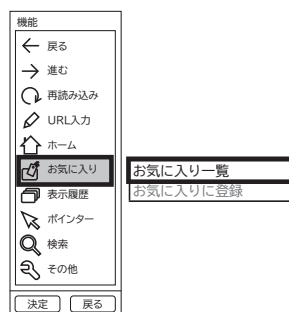 機能
戻る
進む
再読み込み
URL入力
ホーム
お気に入り
お気に入り一覧
お気に入りに登録
表示履歴
ポインター
検索
その他
決定 戻る